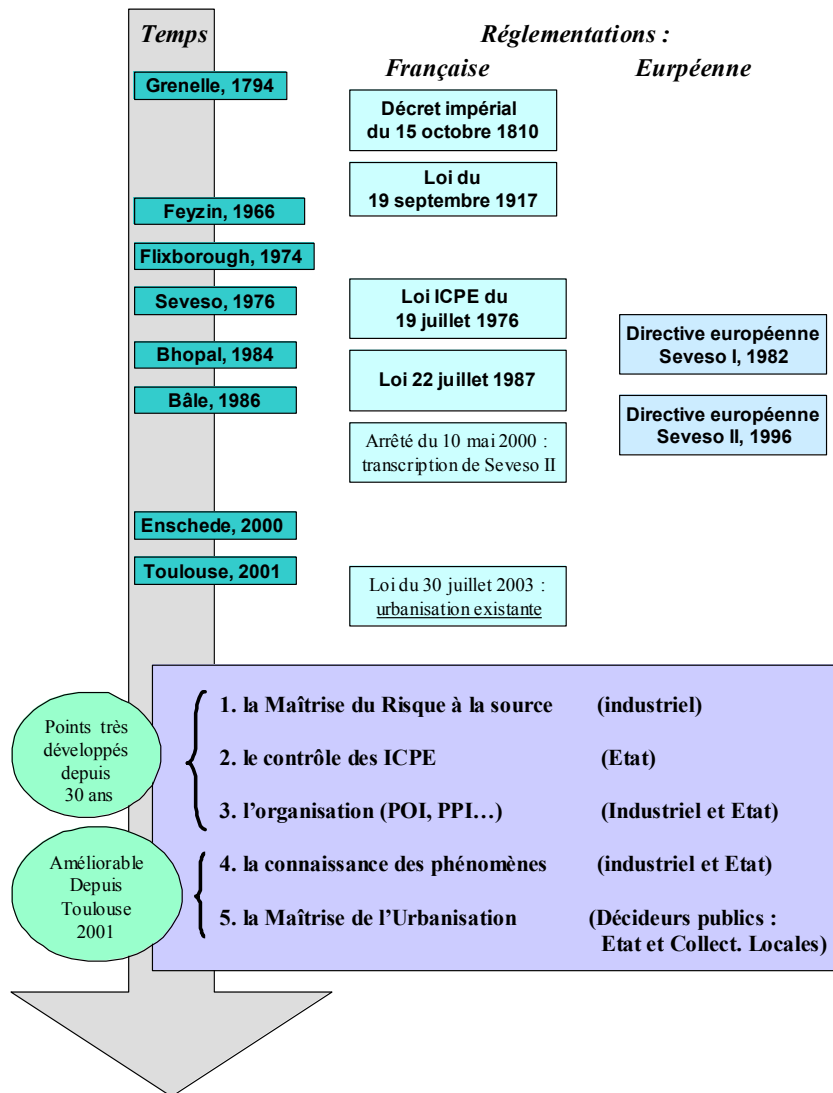 Temps
Réglementations :
Française
Eurpéenne
Grenelle, 1794
Décret impérial
du 15 octobre 1810
Loi du
19 septembre 1917
Feyzin, 1966
Flixborough, 1974
Seveso, 1976
Loi ICPE du
19 juillet 1976
Directive européenne
Seveso I, 1982
Bhopal, 1984
Loi 22 juillet 1987
Bâle, 1986
Directive européenne
Seveso II, 1996
Arrêté du 10 mai 2000 :
transcription de Seveso II
Enschede, 2000
Toulouse, 2001
Loi du 30 juillet 2003 :
urbanisation existante
Points très
développés
depuis
30 ans
1. la Maîtrise du Risque à la source (industriel)
2. le contrôle des ICPE (Etat)
3. l’organisation (POI, PPI…) (Industriel et Etat)
Améliorable
Depuis
Toulouse
2001
4. la connaissance des phénomènes (industriel et Etat)
5. la Maîtrise de l’Urbanisation (Décideurs publics :
Etat et Collect. Locales)